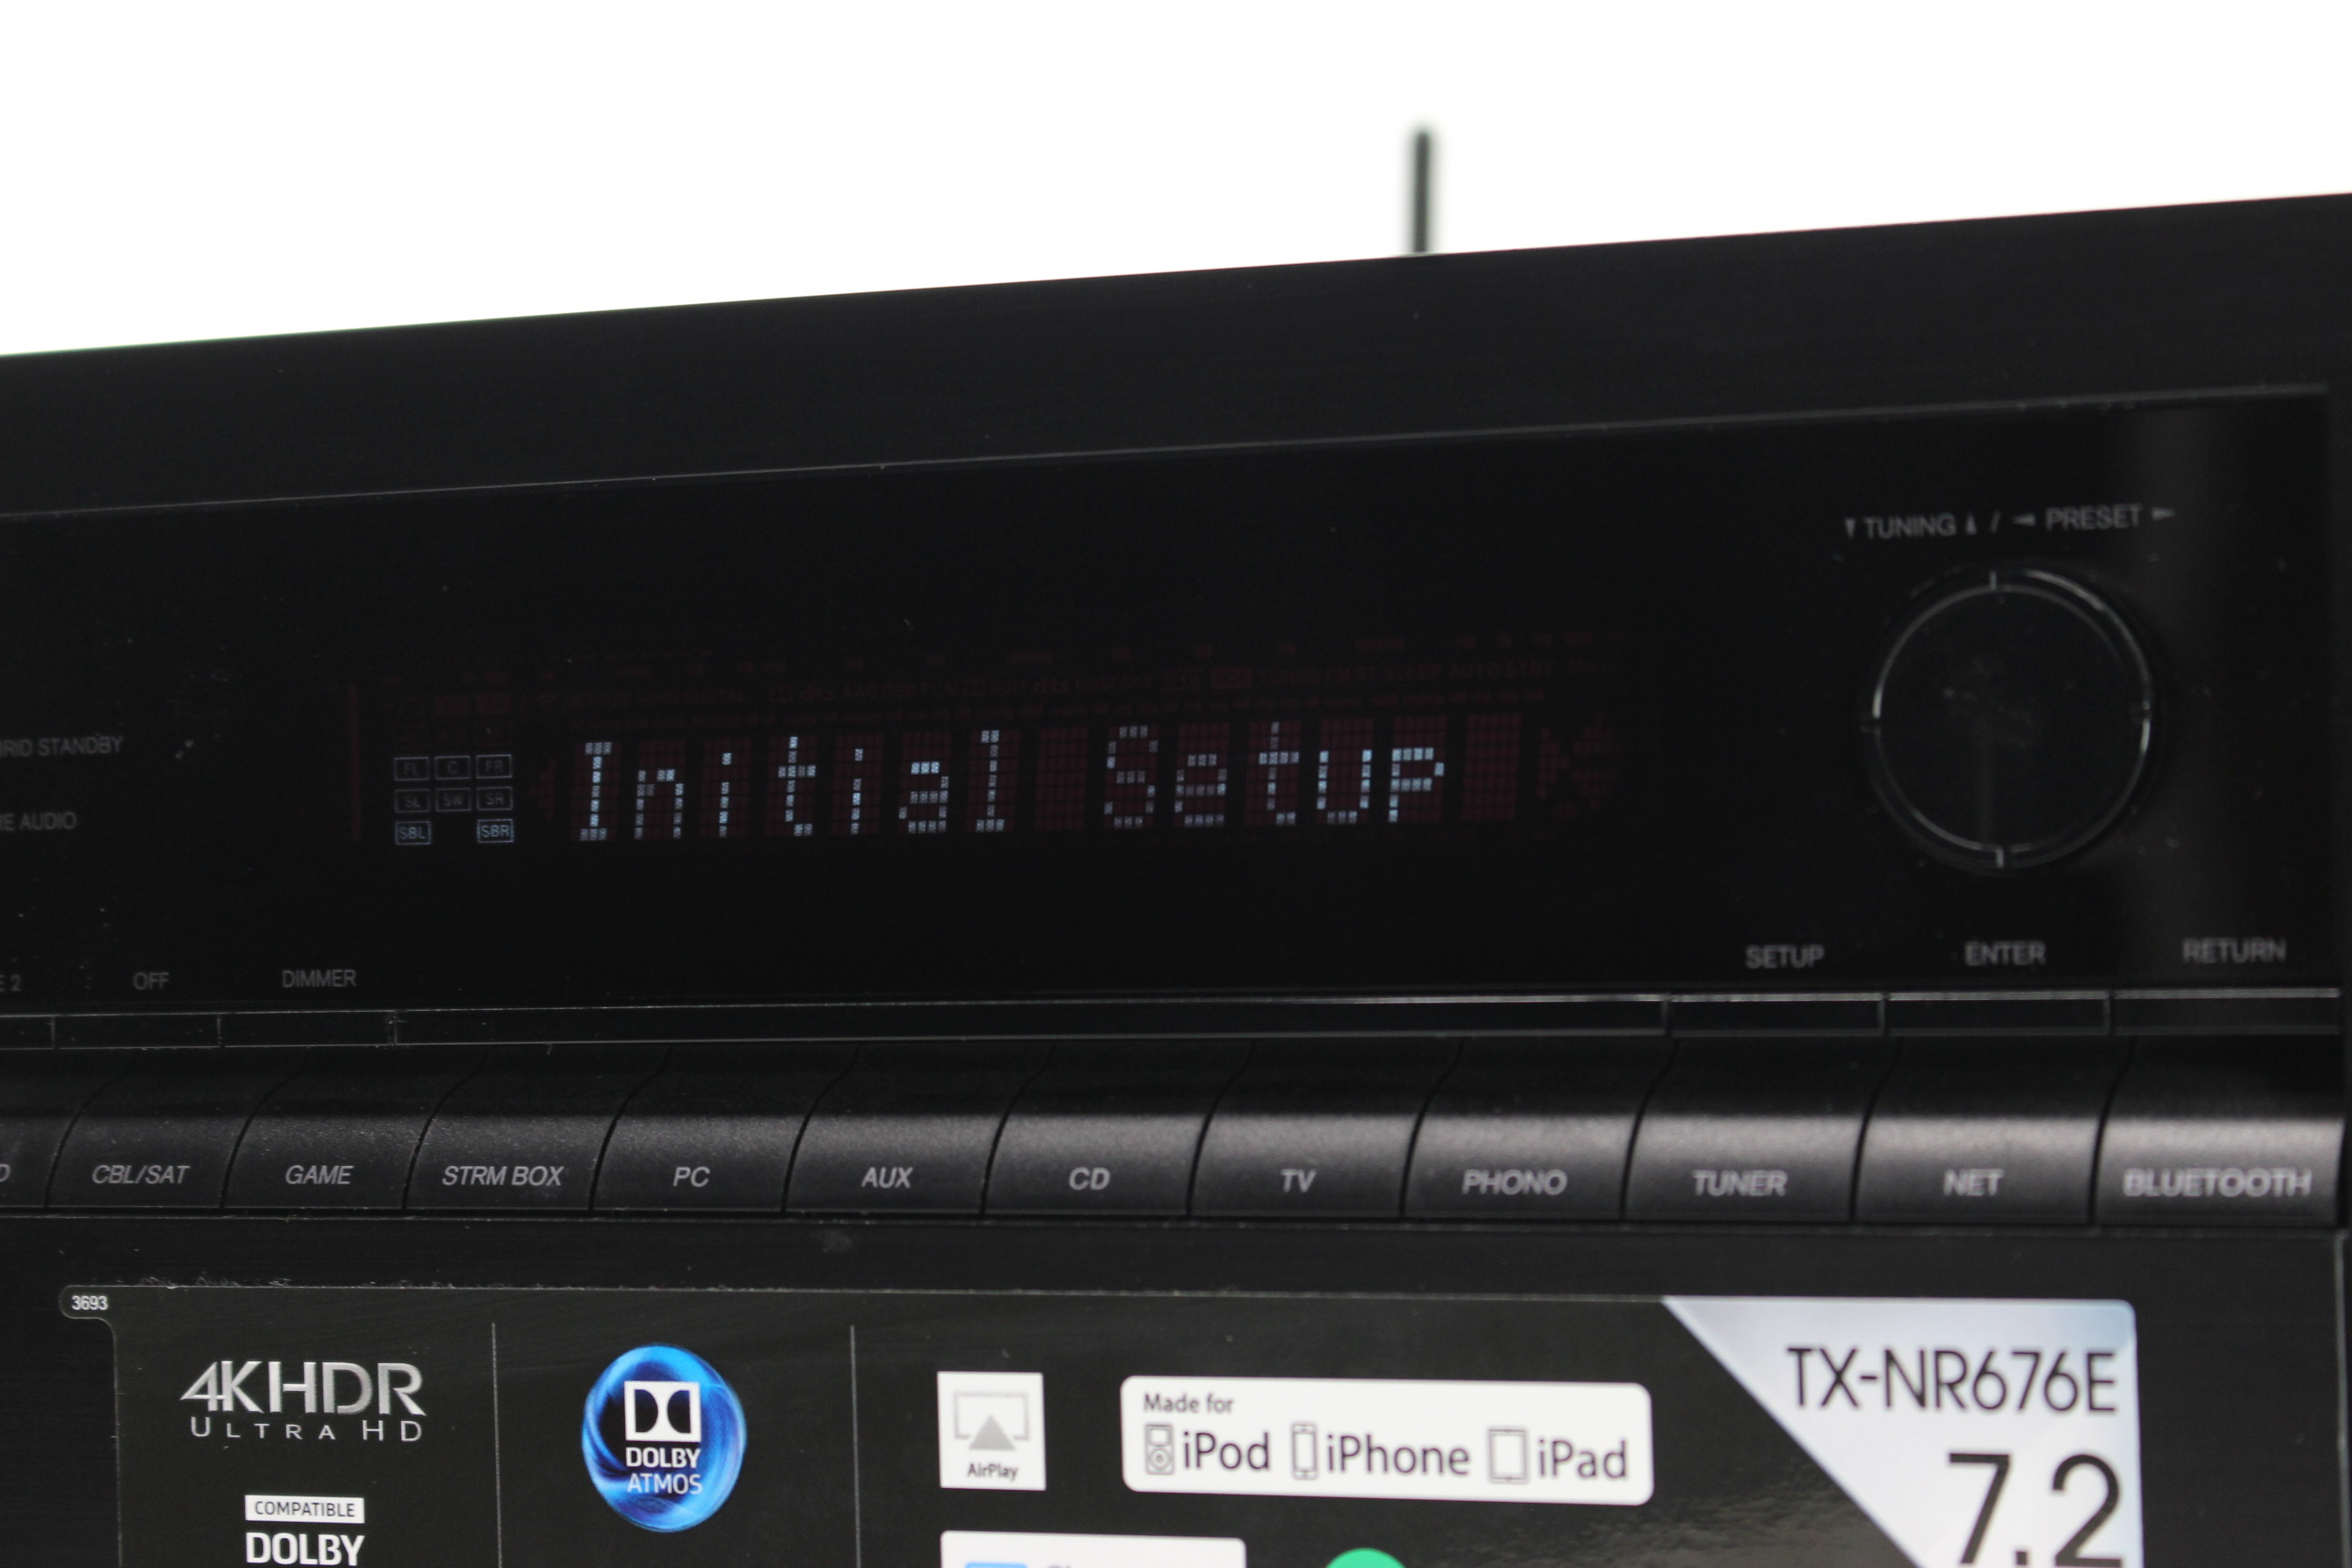 TUNING / PRESET
STANDBY
AUDIO
FL C FR
SL SW SR
SBL SBR
Initial Setup
2 OFF DIMMER
SETUP ENTER RETURN
CBL/SAT GAME STRM BOX PC AUX CD TV PHONO TUNER NET BLUETOOTH
3693
4K HDR
ULTRA HD
COMPATIBLE
DOLBY
DOLBY
ATMOS
AirPlay
Made for
iPod iPhone iPad
TX-NR676E
7.2